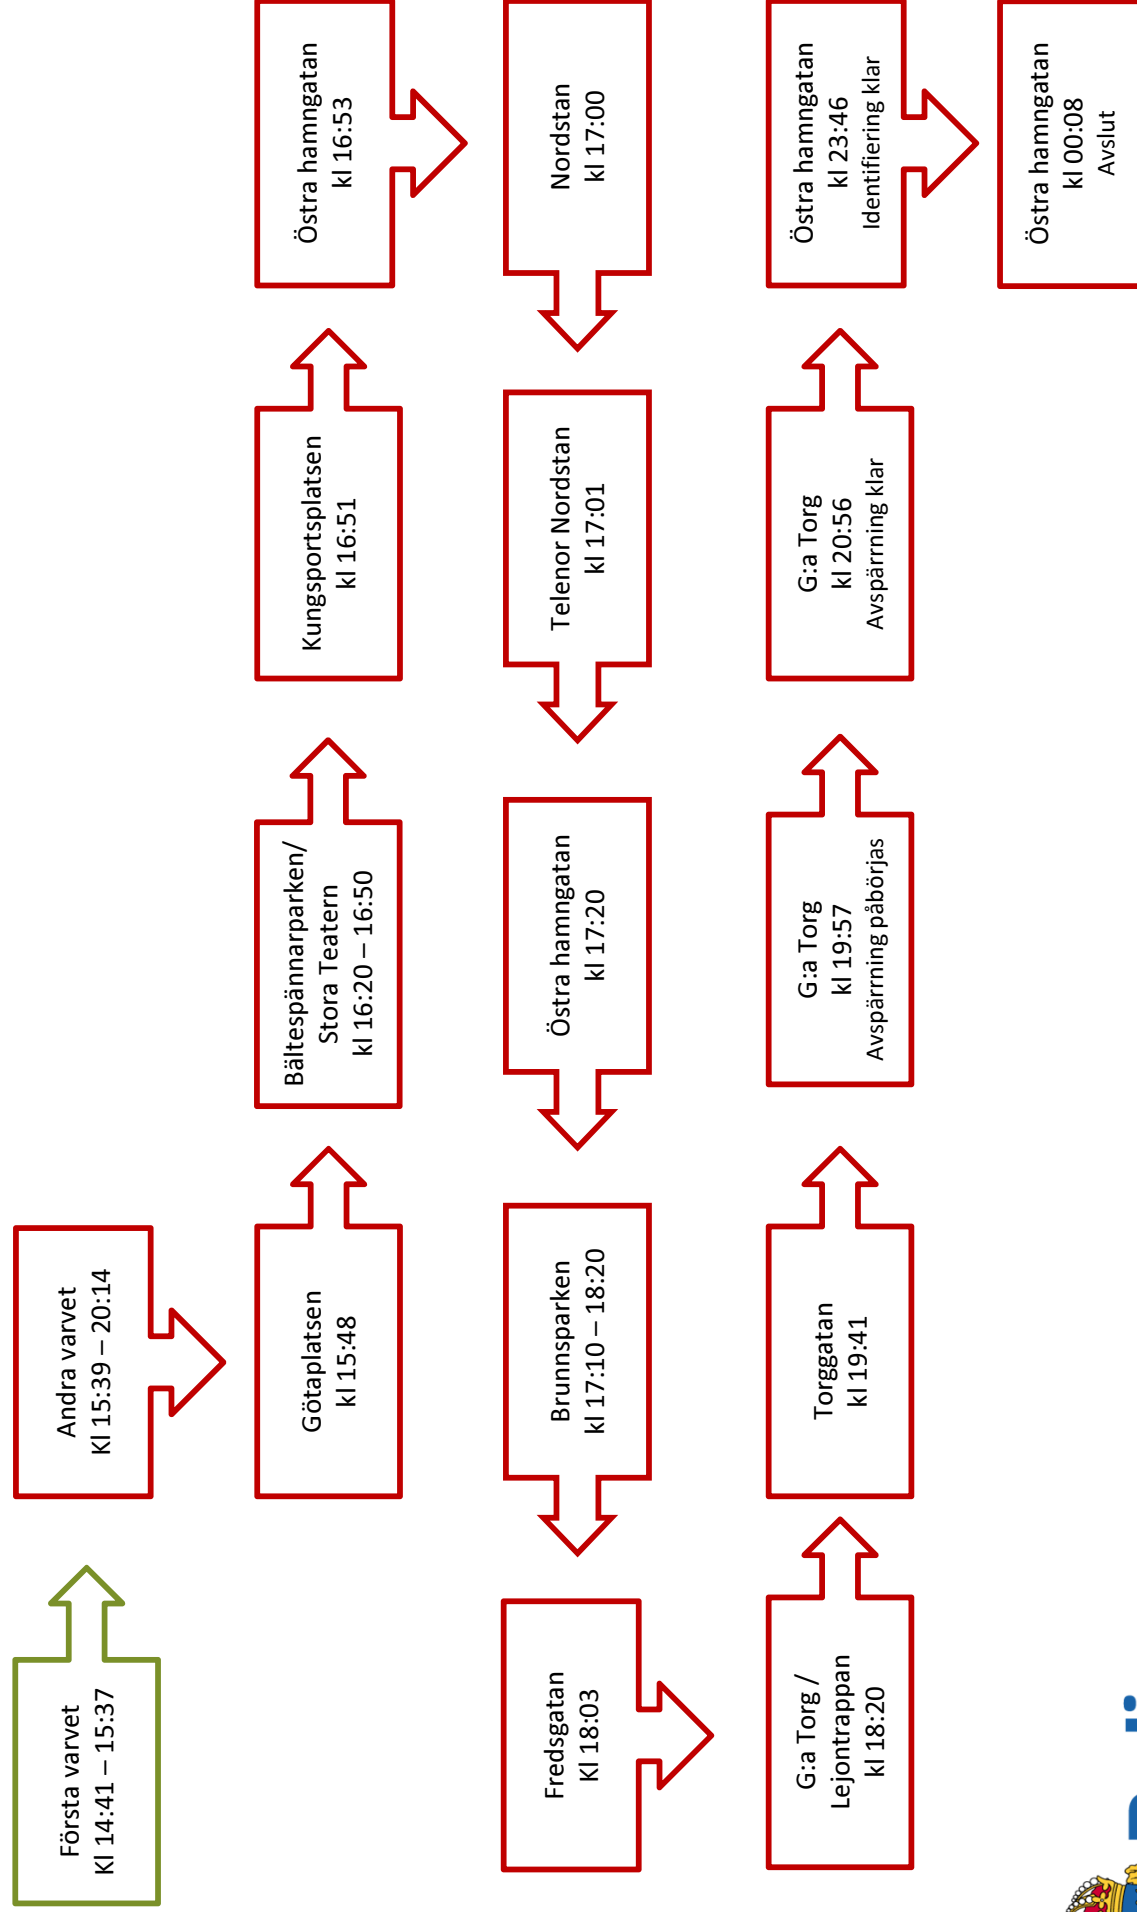 Första varvet
Kl 14:41 – 15:37
Andra varvet
Kl 15:39 – 20:14
Götaplatsen
kl 15:48
Bältespännarparken/
Stora Teatern
kl 16:20 – 16:50
Kungsportsplatsen
kl 16:51
Östra hamngatan
kl 16:53
Nordstan
kl 17:00
Telenor Nordstan
kl 17:01
Östra hamngatan
kl 17:20
Brunnsparken
kl 17:10 – 18:20
Fredsgatan
Kl 18:03
G:a Torg /
Lejontrappan
kl 18:20
Torggatan
kl 19:41
G:a Torg
kl 19:57
Avspärrning påbörjas
G:a Torg
kl 20:56
Avspärrning klar
Östra hamngatan
kl 23:46
Identifiering klar
Östra hamngatan
kl 00:08
Avslut